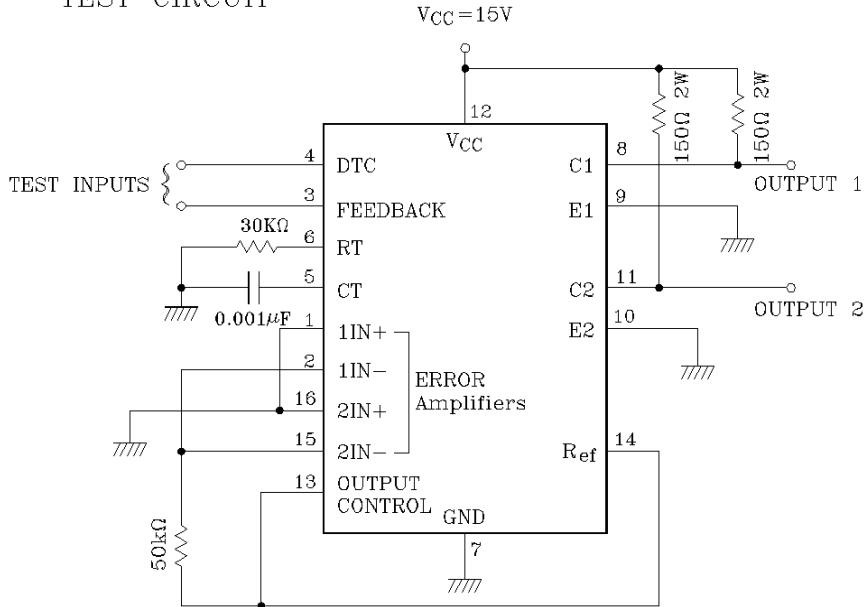 TEST CIRCUIT
VCC=15V
12
VCC
150Ω 2W
150Ω 2W
TEST INPUTS
4
DTC
3
FEEDBACK
30KΩ
6
RT
5
CT
0.001μF
1
1IN+
2
1IN-
16
2IN+
15
2IN-
ERROR
Amplifiers
13
OUTPUT
CONTROL
50kΩ
GND
7
C1
8
OUTPUT 1
E1
9
C2
11
OUTPUT 2
E2
10
Ref
14